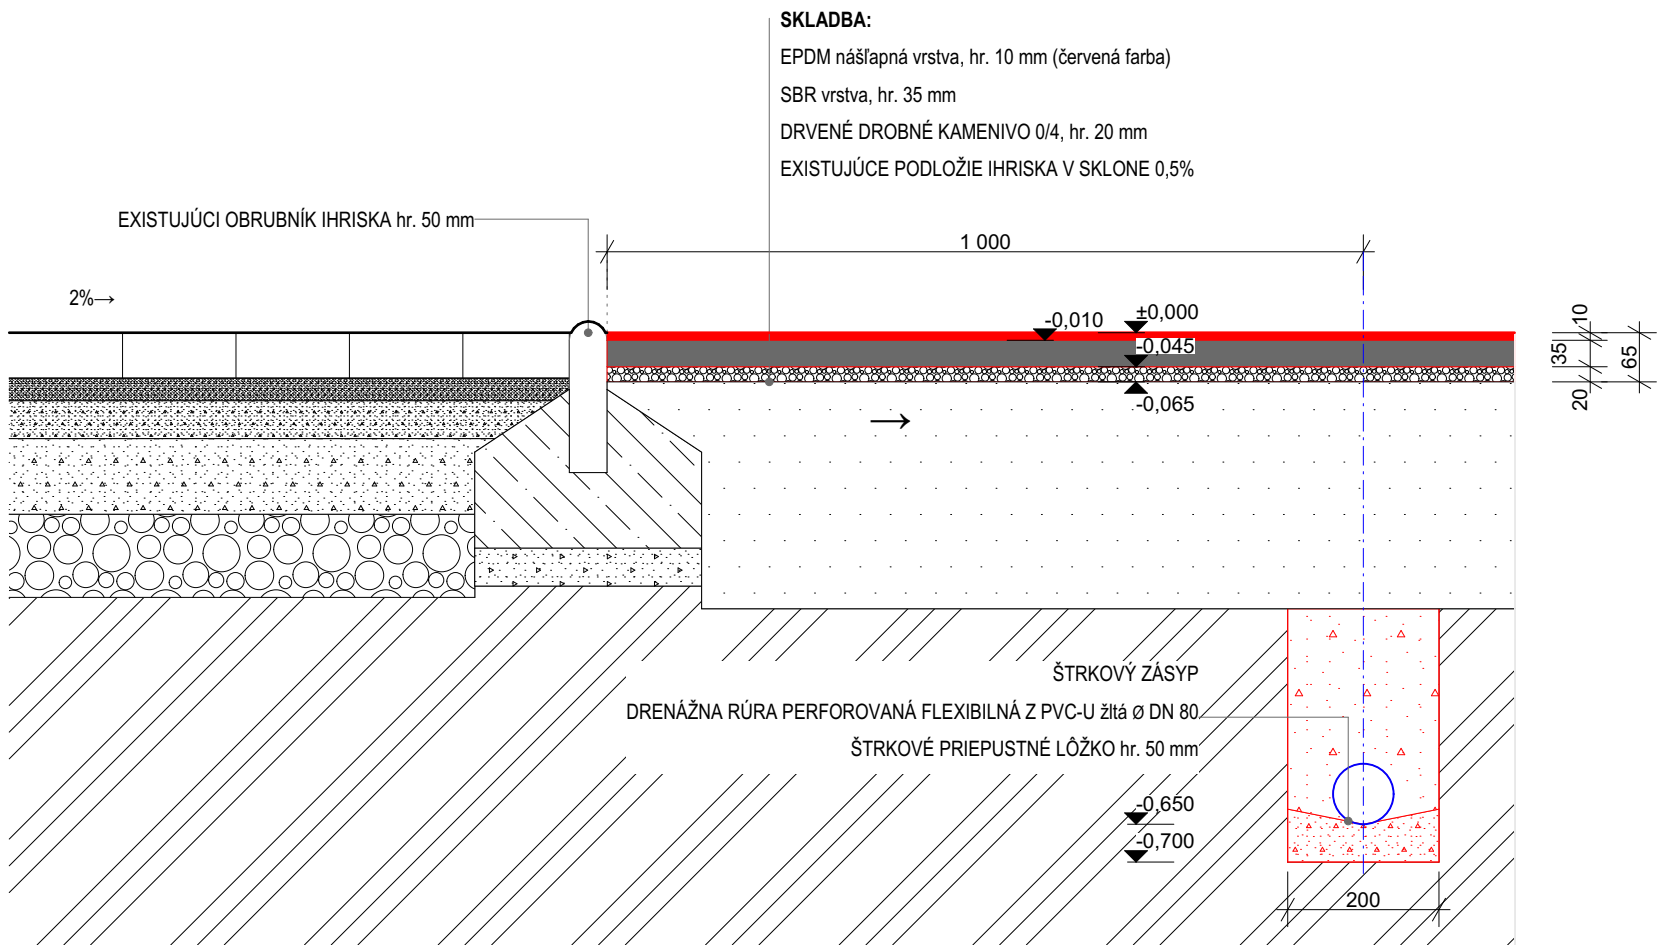 SKLADBA:
EPDM nášľapná vrstva, hr. 10 mm (červená farba)
SBR vrstva, hr. 35 mm
DRVENÉ DROBNÉ KAMENIVO 0/4, hr. 20 mm
EXISTUJÚCE PODLOŽIE IHRISKA V SKLONE 0,5%
EXISTUJÚCI OBRUBNÍK IHRISKA hr. 50 mm
1 000
2%→
-0,010
±0,000
-0,045
-0,065
10
35
20
65
ŠTRKOVÝ ZÁSYP
DRENÁŽNA RÚRA PERFOROVANÁ FLEXIBILNÁ Z PVC-U žltá Ø DN 80
ŠTRKOVÉ PRIEPUSTNÉ LÔŽKO hr. 50 mm
-0,650
-0,700
200